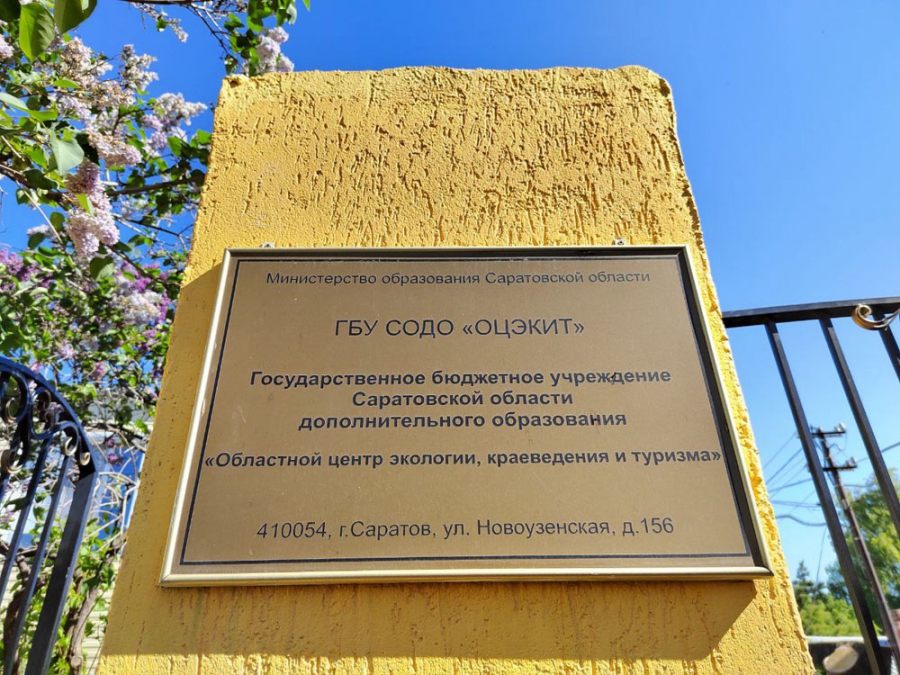 Министерство образования Саратовской области
ГБУ СОДО «ОЦЭКИТ»
Государственное бюджетное учреждение
Саратовской области
дополнительного образования
«Областной центр экологии, краеведения и туризма»
410054, г.Саратов, ул. Новоузенская, д.156